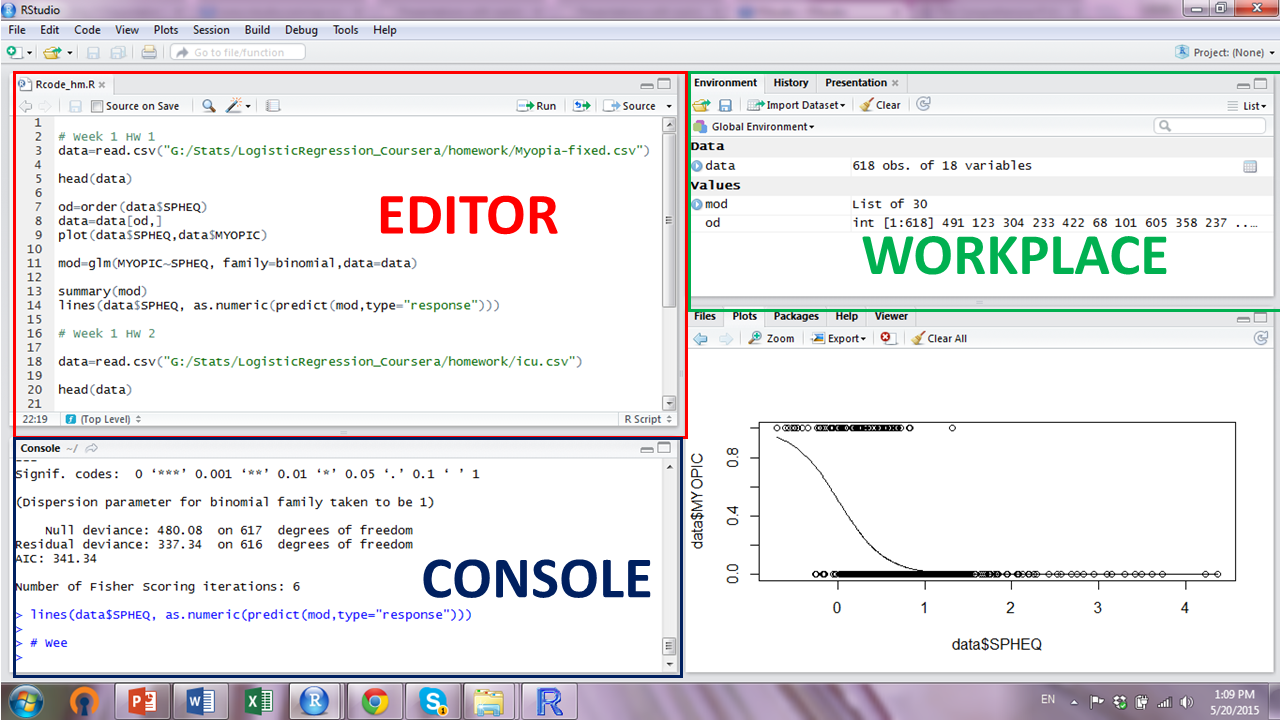 RStudio
File Edit Code View Plots Session Build Debug Tools Help
Go to file/function Project: (None)
Rcode_hm.R
Source on Save Run Source
1
2 # Week 1 HW 1
3 data=read.csv("G:/Stats/LogisticRegression_Coursera/homework/Myopia-fixed.csv")
4
5 head(data)
6
7 od=order(data$SPHEQ)
8 data=data[od,]
9 plot(data$SPHEQ,data$MYOPIC)
10
11 mod=glm(MYOPIC~SPHEQ, family=binomial,data=data)
12
13 summary(mod)
14 lines(data$SPHEQ, as.numeric(predict(mod,type="response")))
15
16 # Week 1 HW 2
17
18 data=read.csv("G:/Stats/LogisticRegression_Coursera/homework/icu.csv")
19
20 head(data)
21
22:19 (Top Level) R Script
EDITOR
Console ~/
---
Signif. codes:  0 ‘***’ 0.001 ‘**’ 0.01 ‘*’ 0.05 ‘.’ 0.1 ‘ ’ 1
(Dispersion parameter for binomial family taken to be 1)
Null deviance: 480.08  on 617  degrees of freedom
Residual deviance: 337.34  on 616  degrees of freedom
AIC: 341.34
Number of Fisher Scoring iterations: 6
> lines(data$SPHEQ, as.numeric(predict(mod,type="response")))
>
> # Wee
>
CONSOLE
Environment History Presentation
Import Dataset Clear List
Global Environment
Data
data 618 obs. of 18 variables
Values
mod List of 30
od int [1:618] 491 123 304 233 422 68 101 605 358 237 ...
WORKPLACE
Files Plots Packages Help Viewer
Zoom Export Clear All
data$MYOPIC
0.8
0.4
0.0
0 1 2 3 4
data$SPHEQ
EN 1:09 PM
5/20/2015